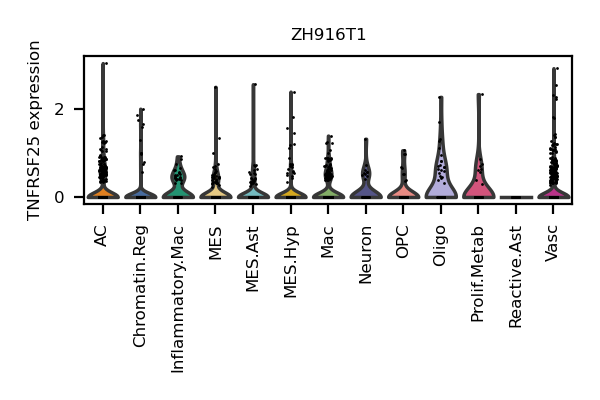 ZH916T1
TNFRSF25 expression
2
0
AC
Chromatin.Reg
Inflammatory.Mac
MES
MES.Ast
MES.Hyp
Mac
Neuron
OPC
Oligo
Prolif.Metab
Reactive.Ast
Vasc